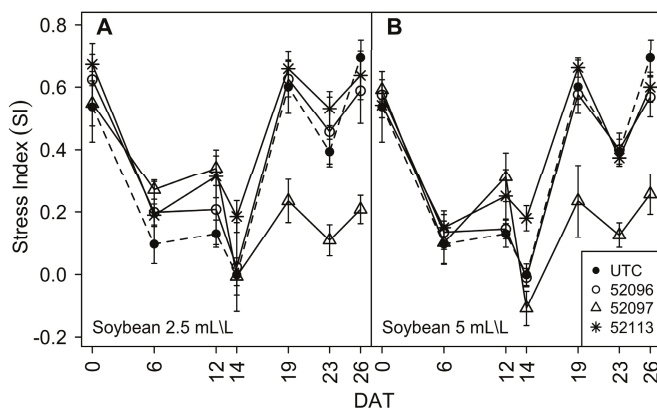 A
B
Stress Index (SI)
0.8
0.6
0.4
0.2
0.0
-0.2
Soybean 2.5 mL\L
Soybean 5 mL\L
UTC
52096
52097
52113
0 6 12 14 19 23 26
0 6 12 14 19 23 26
DAT